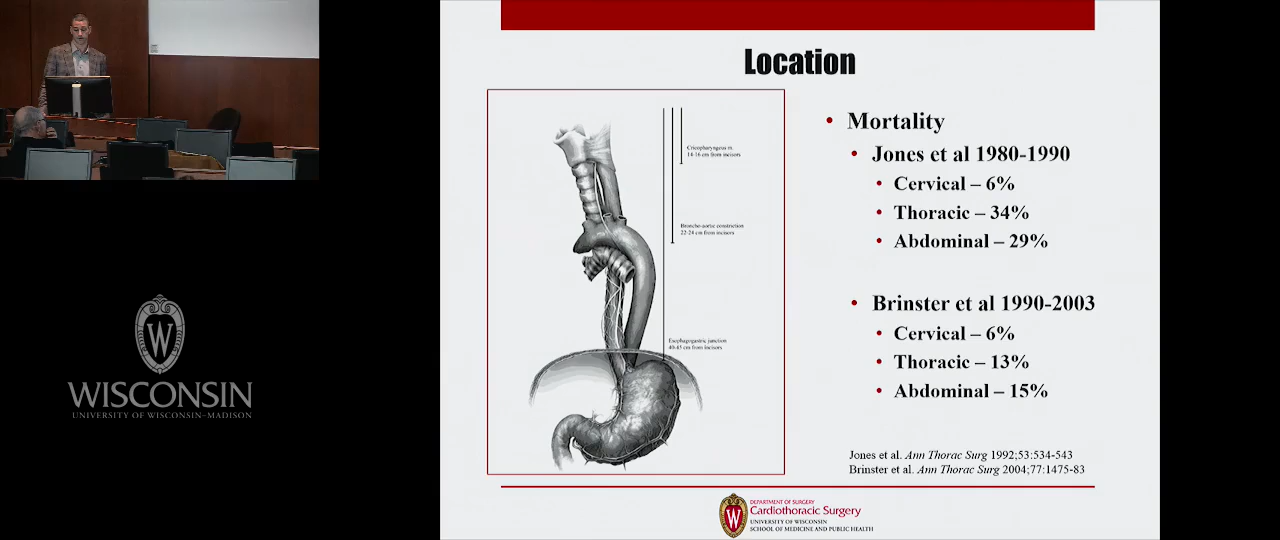 Location
Cricopharyngeus m.
14-16 cm from incisors
Broncho-aortic constriction
22-24 cm from incisors
Esophagogastric junction
40-45 cm from incisors
• Mortality
• Jones et al 1980-1990
• Cervical – 6%
• Thoracic – 34%
• Abdominal – 29%
• Brinster et al 1990-2003
• Cervical – 6%
• Thoracic – 13%
• Abdominal – 15%
Jones et al. Ann Thorac Surg 1992;53:534-543
Brinster et al. Ann Thorac Surg 2004;77:1475-83
W
DEPARTMENT OF SURGERY
Cardiothoracic Surgery
UNIVERSITY OF WISCONSIN
SCHOOL OF MEDICINE AND PUBLIC HEALTH
W
WISCONSIN
UNIVERSITY OF WISCONSIN–MADISON